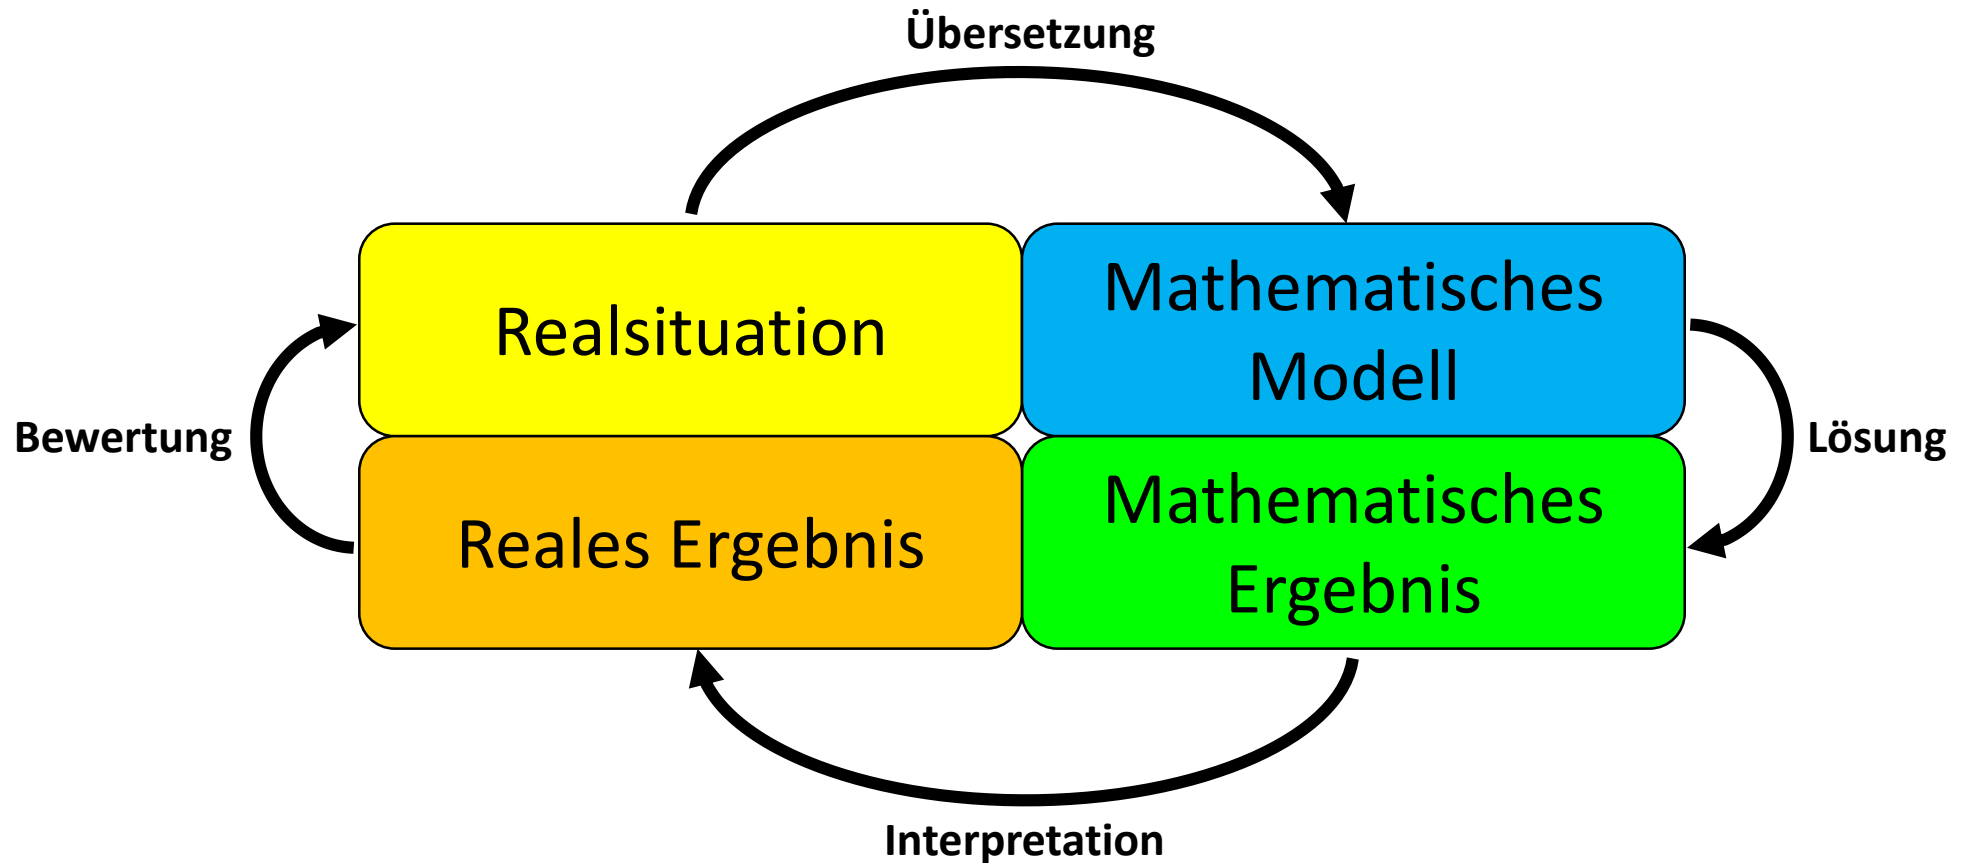 Übersetzung
Realsituation
Mathematisches
Modell
Bewertung
Lösung
Reales Ergebnis
Mathematisches
Ergebnis
Interpretation